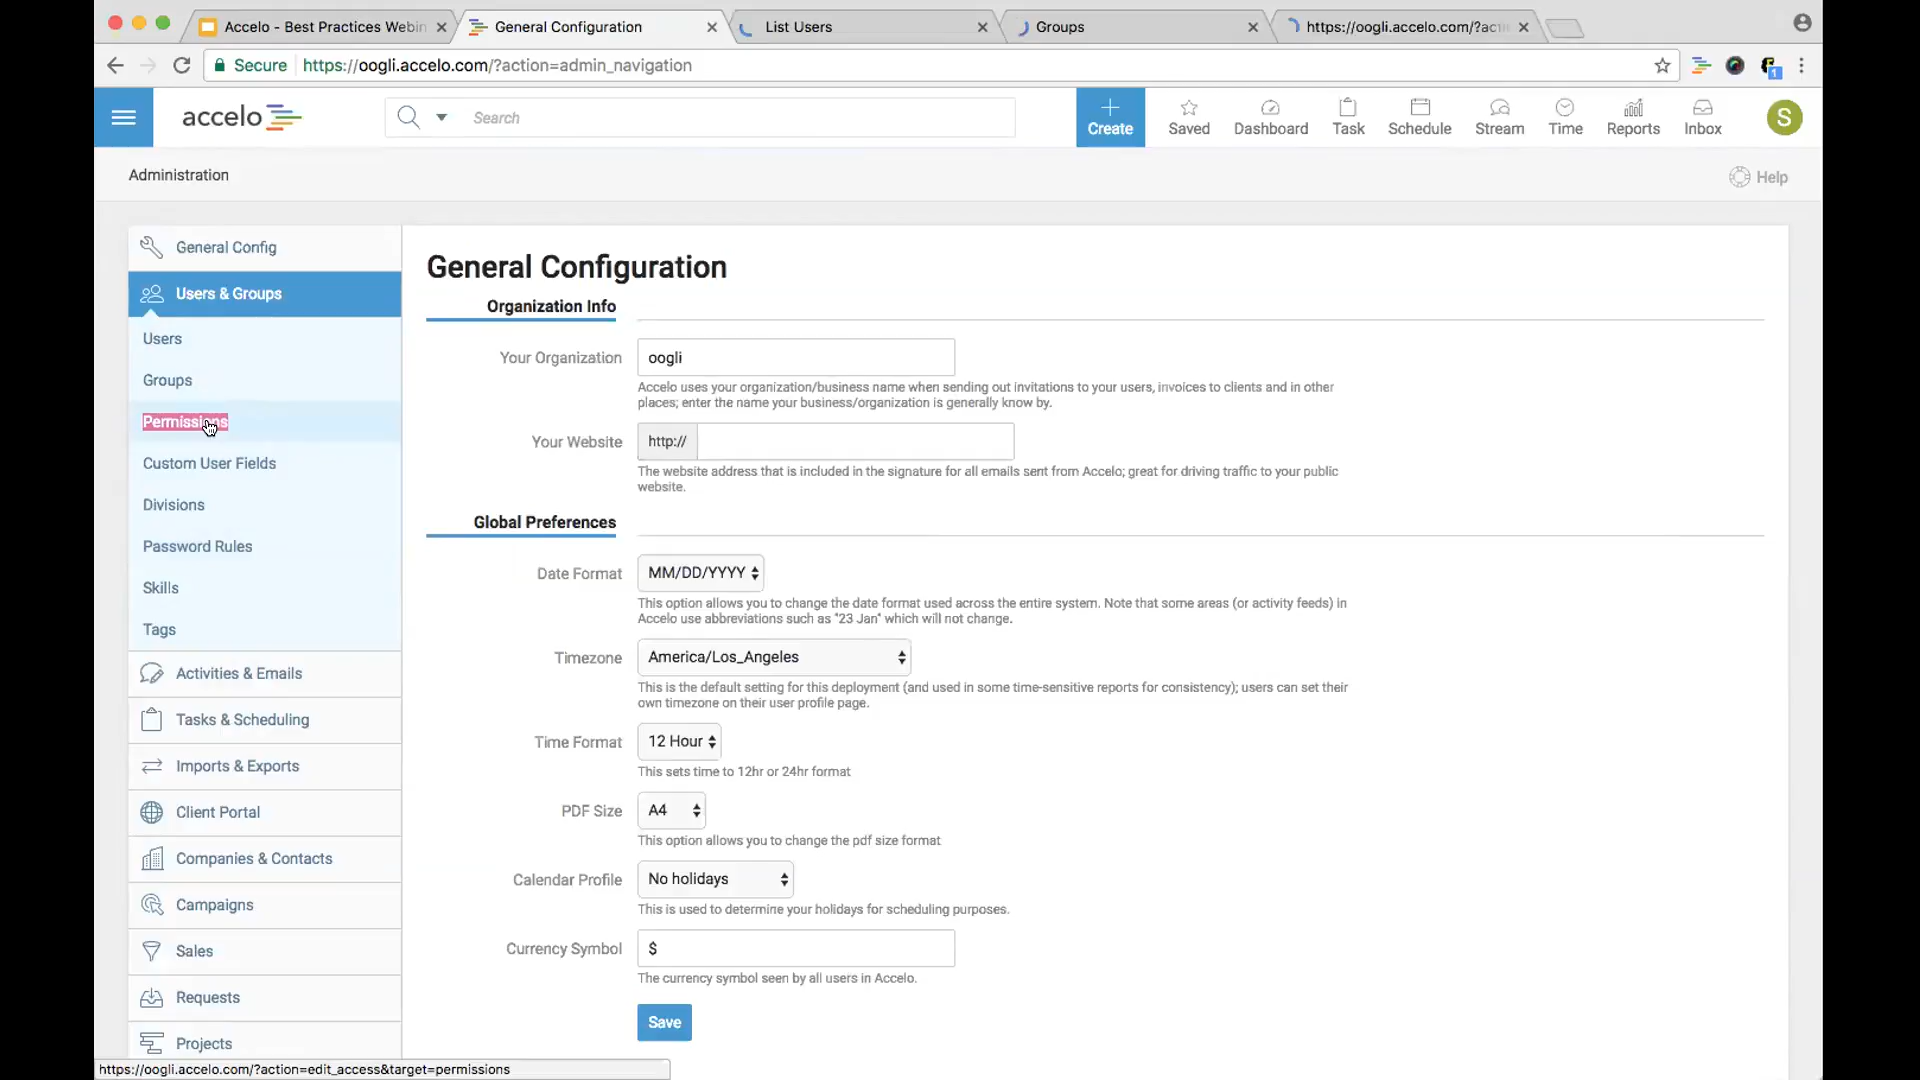 Accelo - Best Practices Webin
General Configuration
List Users
Groups
https://oogli.accelo.com/?acti
Secure
https://oogli.accelo.com/?action=admin_navigation
1
accelo
Search
Create
Saved
Dashboard
Task
Schedule
Stream
Time
Reports
Inbox
S
Administration
Help
General Config
Users & Groups
Users
Groups
Permissions
Custom User Fields
Divisions
Password Rules
Skills
Tags
Activities & Emails
Tasks & Scheduling
Imports & Exports
Client Portal
Companies & Contacts
Campaigns
Sales
Requests
Projects
General Configuration
Organization Info
Your Organization
oogli
Accelo uses your organization/business name when sending out invitations to your users, invoices to clients and in other
places; enter the name your business/organization is generally know by.
Your Website
http://
The website address that is included in the signature for all emails sent from Accelo; great for driving traffic to your public
website.
Global Preferences
Date Format
MM/DD/YYYY
This option allows you to change the date format used across the entire system. Note that some areas (or activity feeds) in
Accelo use abbreviations such as "23 Jan" which will not change.
Timezone
America/Los_Angeles
This is the default setting for this deployment (and used in some time-sensitive reports for consistency); users can set their
own timezone on their user profile page.
Time Format
12 Hour
This sets time to 12hr or 24hr format
PDF Size
A4
This option allows you to change the pdf size format
Calendar Profile
No holidays
This is used to determine your holidays for scheduling purposes.
Currency Symbol
$
The currency symbol seen by all users in Accelo.
Save
https://oogli.accelo.com/?action=edit_access&target=permissions